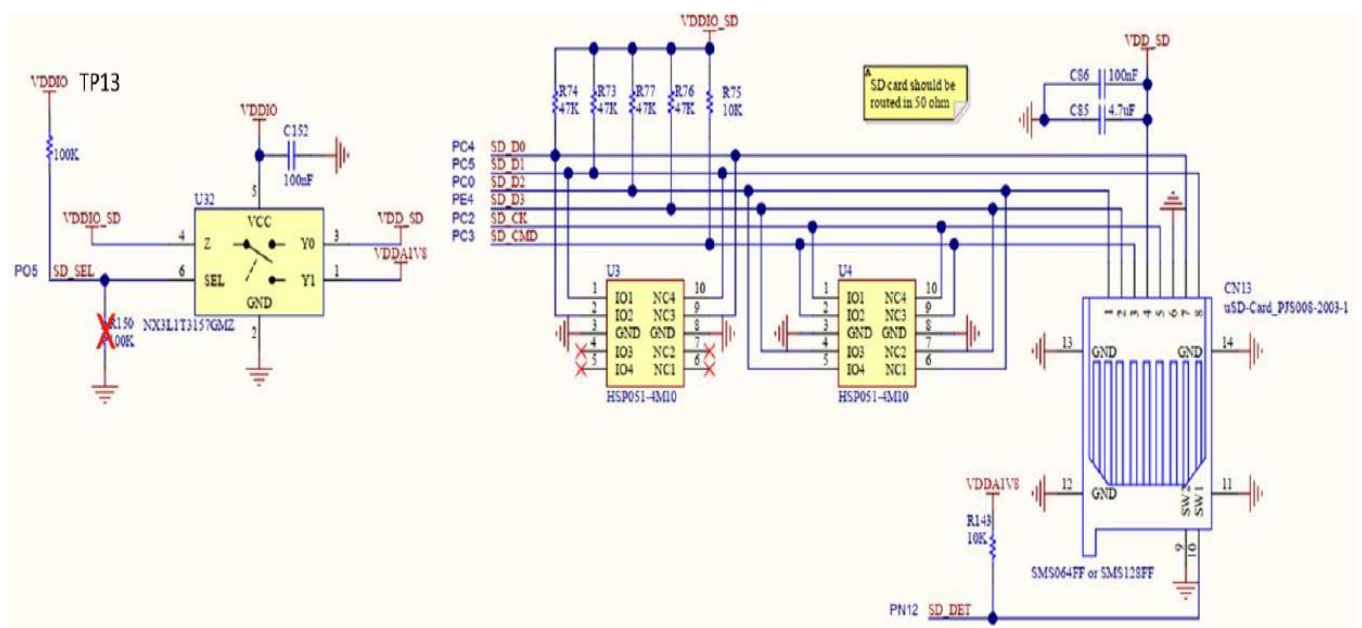 VDDIO TP13
100K
VDDIO
C152
100nF
U32
5
VCC
VDDIO_SD
4
Z
Y0
3
VDD_SD
VDDA1V8
PO5 SD_SEL
6
SEL
Y1
1
GND
2
NX3L1T3157GMZ
VDDIO_SD
R74
47K
R73
47K
R77
47K
R76
47K
R75
10K
A
SD card should be
routed in 50 ohm
VDD_SD
C86 100nF
C85 4.7uF
PC4 SD_D0
PC5 SD_D1
PC0 SD_D2
PE4 SD_D3
PC2 SD_CK
PC3 SD_CMD
U3
1 IO1 NC4 10
2 IO2 NC3 9
3 GND GND 8
4 IO3 NC2 7
5 IO4 NC1 6
HSP051-4M10
U4
1 IO1 NC4 10
2 IO2 NC3 9
3 GND GND 8
4 IO3 NC2 7
5 IO4 NC1 6
HSP051-4M10
CN13
uSD-Card_PJS008-2003-1
1 2 3 4 5 6 7 8
13 GND GND 14
12 GND 11
SW2
SW1
9
10
SMS064FF or SMS128FF
VDDA1V8
R143
10K
PN12 SD_DET